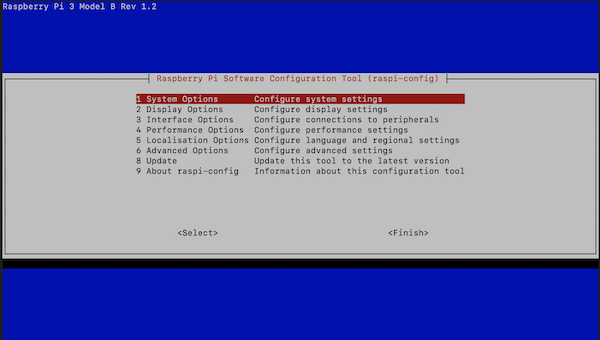 Raspberry Pi 3 Model B Rev 1.2
Raspberry Pi Software Configuration Tool (raspi-config)
1 System Options Configure system settings
2 Display Options Configure display settings
3 Interface Options Configure connections to peripherals
4 Performance Options Configure performance settings
5 Localisation Options Configure language and regional settings
6 Advanced Options Configure advanced settings
8 Update Update this tool to the latest version
9 About raspi-config Information about this configuration tool
<Select> <Finish>